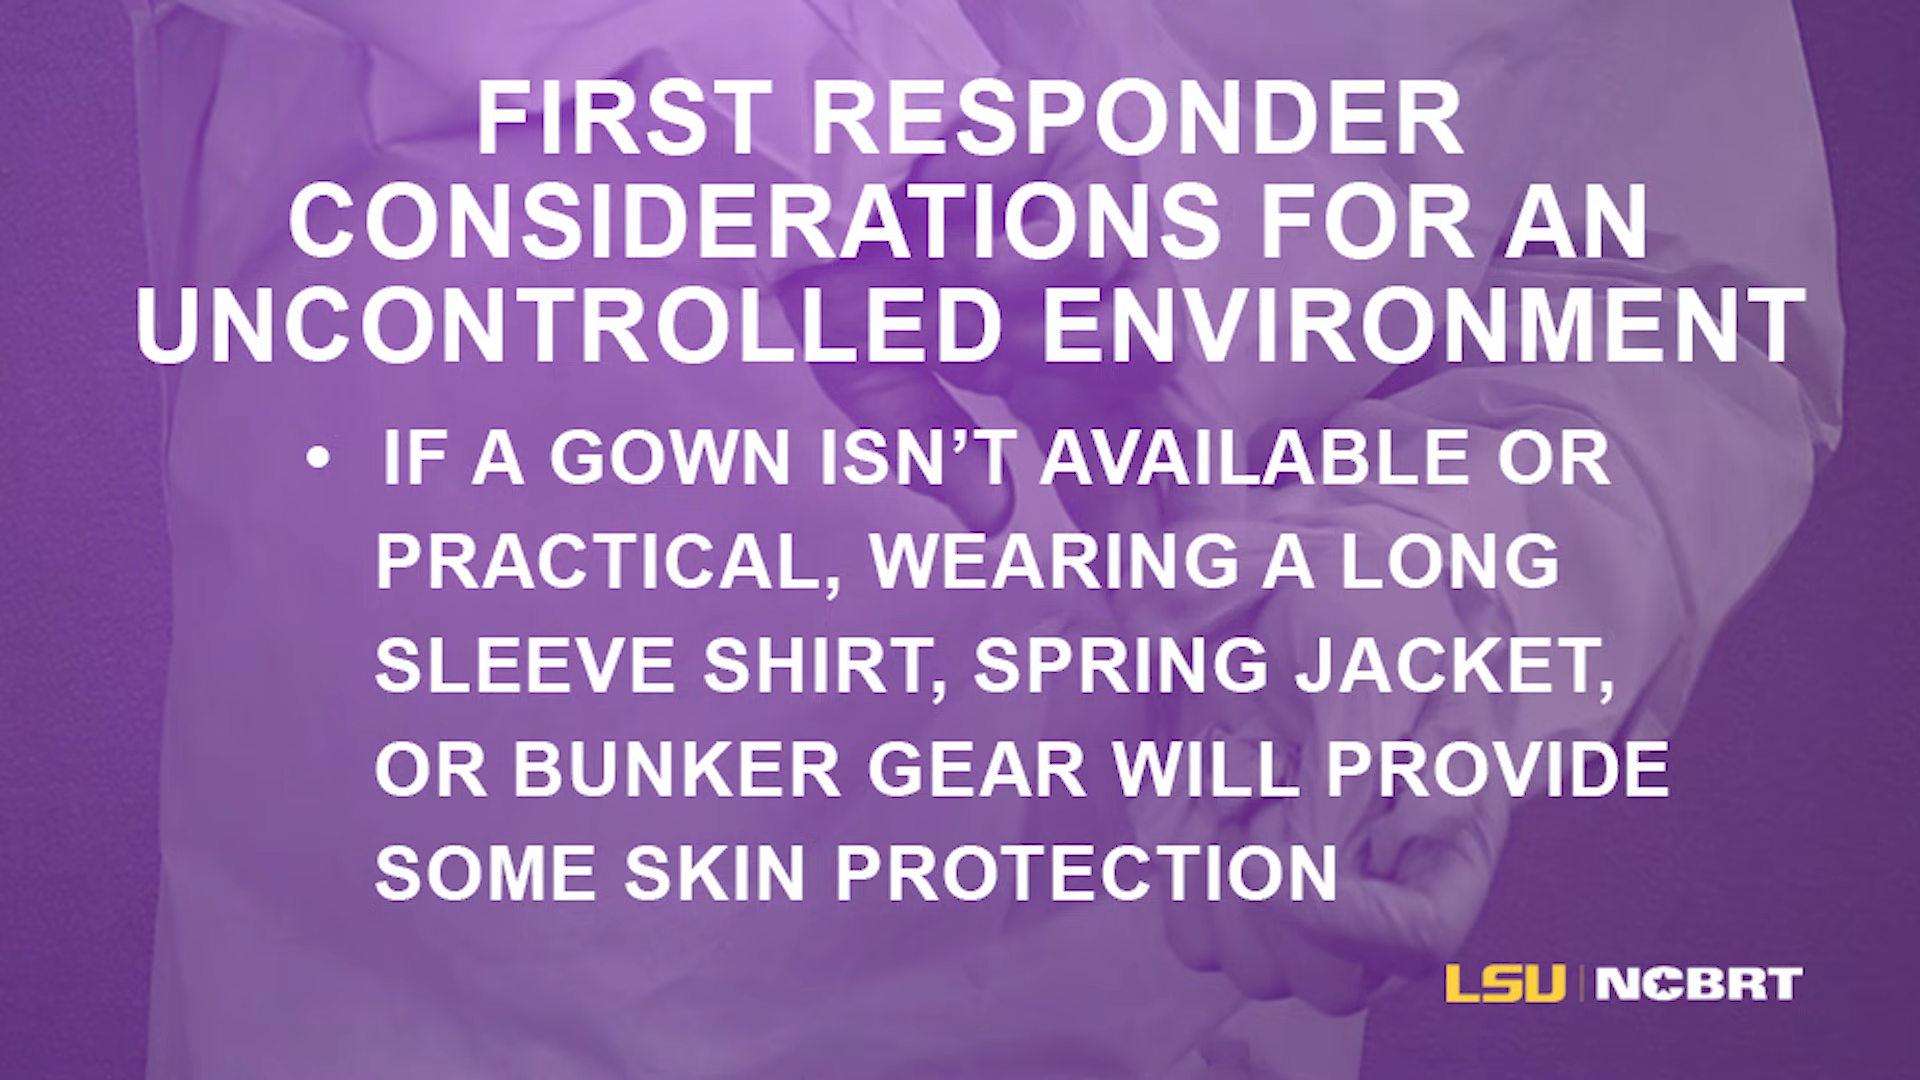 FIRST RESPONDER
CONSIDERATIONS FOR AN
UNCONTROLLED ENVIRONMENT
• IF A GOWN ISN’T AVAILABLE OR
PRACTICAL, WEARING A LONG
SLEEVE SHIRT, SPRING JACKET,
OR BUNKER GEAR WILL PROVIDE
SOME SKIN PROTECTION
LSU | NCBRT